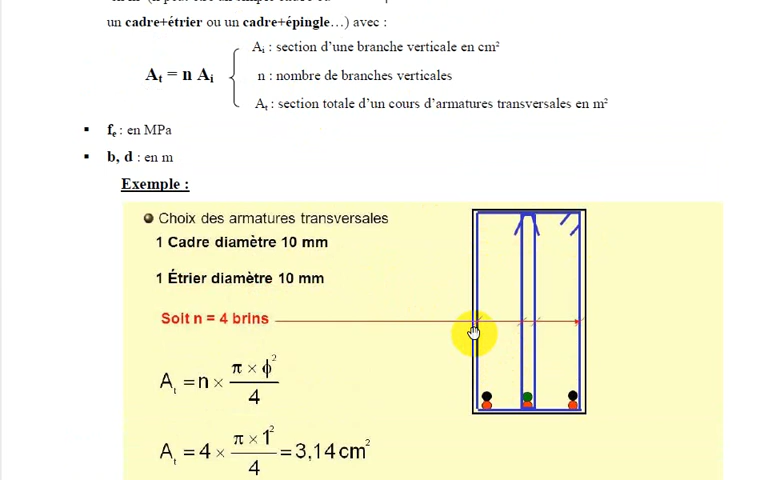 un cadre+étrier ou un cadre+épingle…) avec :
Ai : section d'une branche verticale en cm²
At = n Ai
n : nombre de branches verticales
At : section totale d'un cours d'armatures transversales en m²
▪ fe : en MPa
▪ b, d : en m
Exemple :
Choix des armatures transversales
1 Cadre diamètre 10 mm
1 Étrier diamètre 10 mm
Soit n = 4 brins
At = n × π × ϕ² / 4
At = 4 × π × 1² / 4 = 3,14 cm²